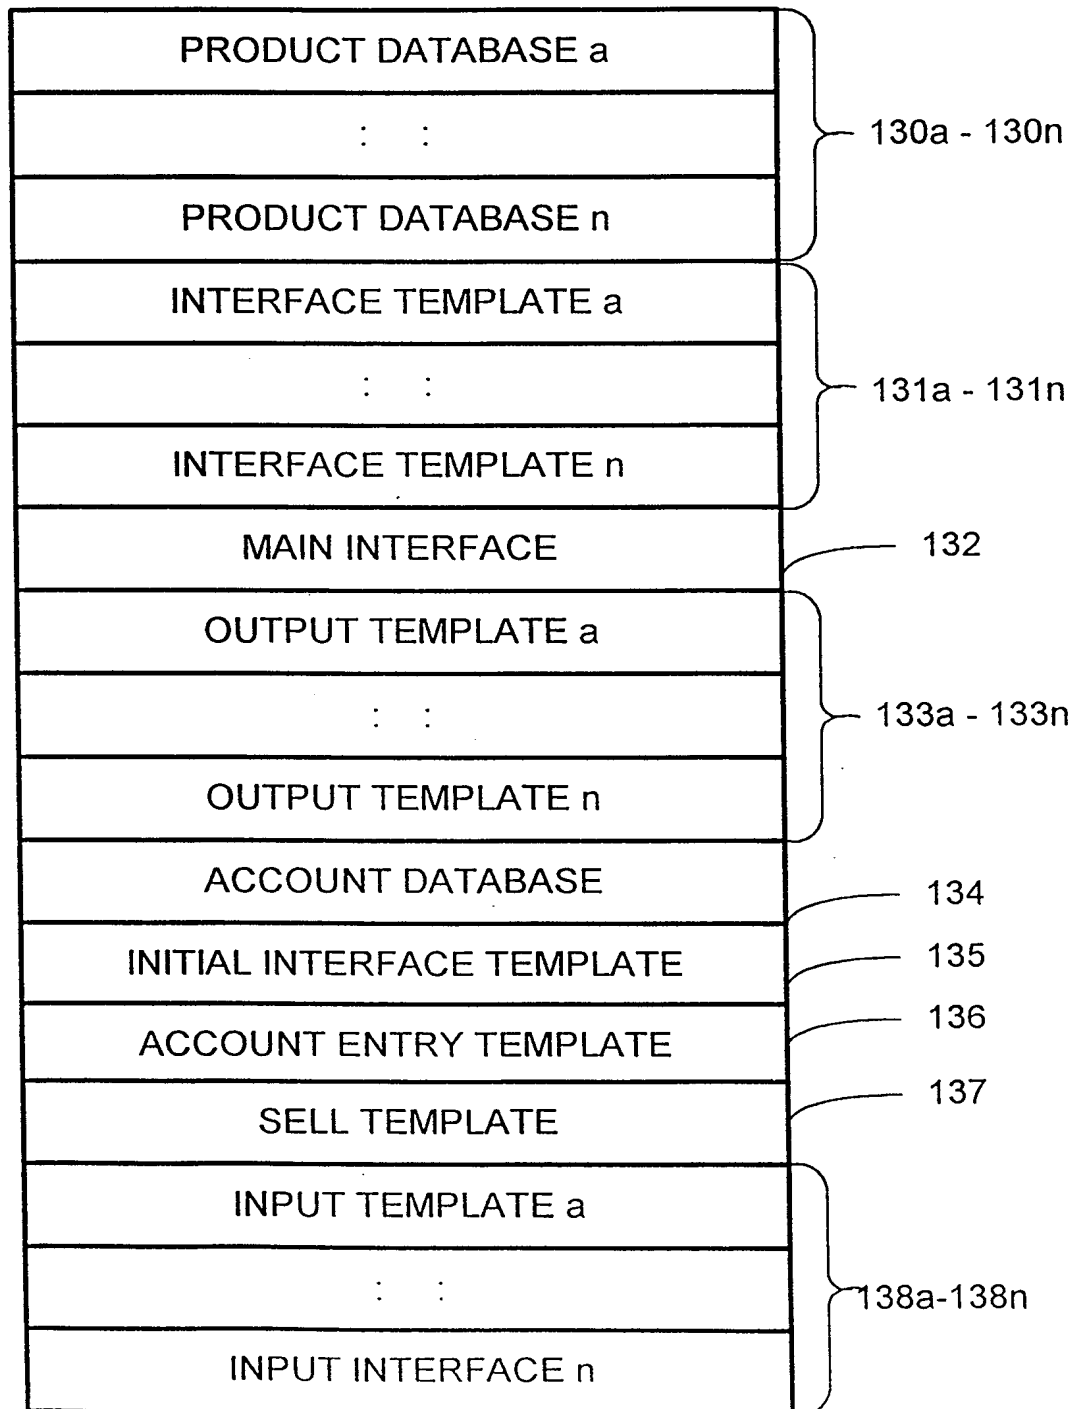 PRODUCT DATABASE a
: :
130a - 130n
PRODUCT DATABASE n
INTERFACE TEMPLATE a
: :
131a - 131n
INTERFACE TEMPLATE n
MAIN INTERFACE
132
OUTPUT TEMPLATE a
: :
133a - 133n
OUTPUT TEMPLATE n
ACCOUNT DATABASE
134
INITIAL INTERFACE TEMPLATE
135
ACCOUNT ENTRY TEMPLATE
136
SELL TEMPLATE
137
INPUT TEMPLATE a
: :
138a-138n
INPUT INTERFACE n